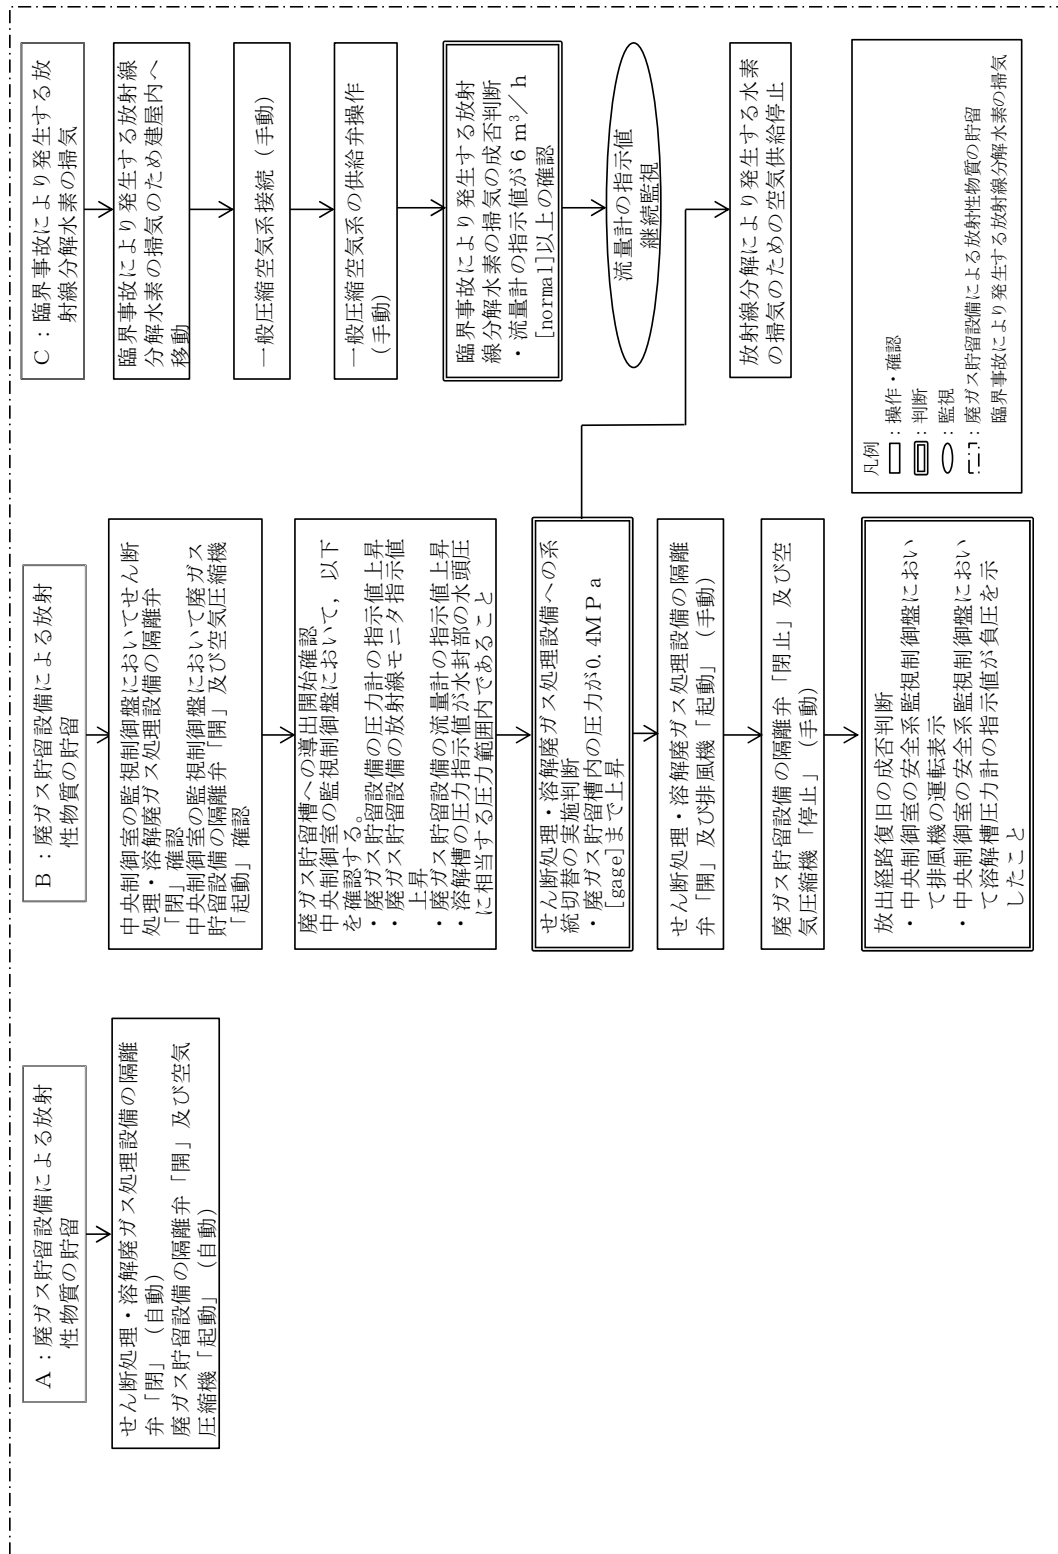 A：廃ガス貯留設備による放射
性物質の貯留
せん断処理・溶解廃ガス処理設備の隔離
弁「閉」（自動）
廃ガス貯留設備の隔離弁「開」及び空気
圧縮機「起動」（自動）
B：廃ガス貯留設備による放射
性物質の貯留
中央制御室の監視制御盤においてせん断
処理・溶解廃ガス処理設備の隔離弁
「閉」確認
中央制御室の監視制御盤において廃ガス
貯留設備の隔離弁「開」及び空気圧縮機
「起動」確認
廃ガス貯留槽への導出開始確認
中央制御室の監視制御盤において，以下
を確認する。
・廃ガス貯留設備の圧力計の指示値上昇
・廃ガス貯留設備の放射線モニタ指示値
上昇
・廃ガス貯留設備の流量計の指示値上昇
・溶解槽の圧力指示値が水封部の水頭圧
に相当する圧力範囲内であること
せん断処理・溶解廃ガス処理設備への系
統切替の実施判断
・廃ガス貯留槽内の圧力が0.4MPa
[gage]まで上昇
せん断処理・溶解廃ガス処理設備の隔離
弁「開」及び排風機「起動」（手動）
廃ガス貯留設備の隔離弁「閉止」及び空
気圧縮機「停止」（手動）
放出経路復旧の成否判断
・中央制御室の安全系監視制御盤におい
て排風機の運転表示
・中央制御室の安全系監視制御盤におい
て溶解槽圧力計の指示値が負圧を示
したこと
C：臨界事故により発生する放
射線分解水素の掃気
臨界事故により発生する放射線
分解水素の掃気のため建屋内へ
移動
一般圧縮空気系接続（手動）
一般圧縮空気系の供給弁操作
（手動）
臨界事故により発生する放射
線分解水素の掃気の成否判断
・流量計の指示値が６m³／h
[normal]以上の確認
流量計の指示値
継続監視
放射線分解により発生する水素
の掃気のための空気供給停止
凡例
：操作・確認
：判断
：監視
：廃ガス貯留設備による放射性物質の貯留
臨界事故により発生する放射線分解水素の掃気